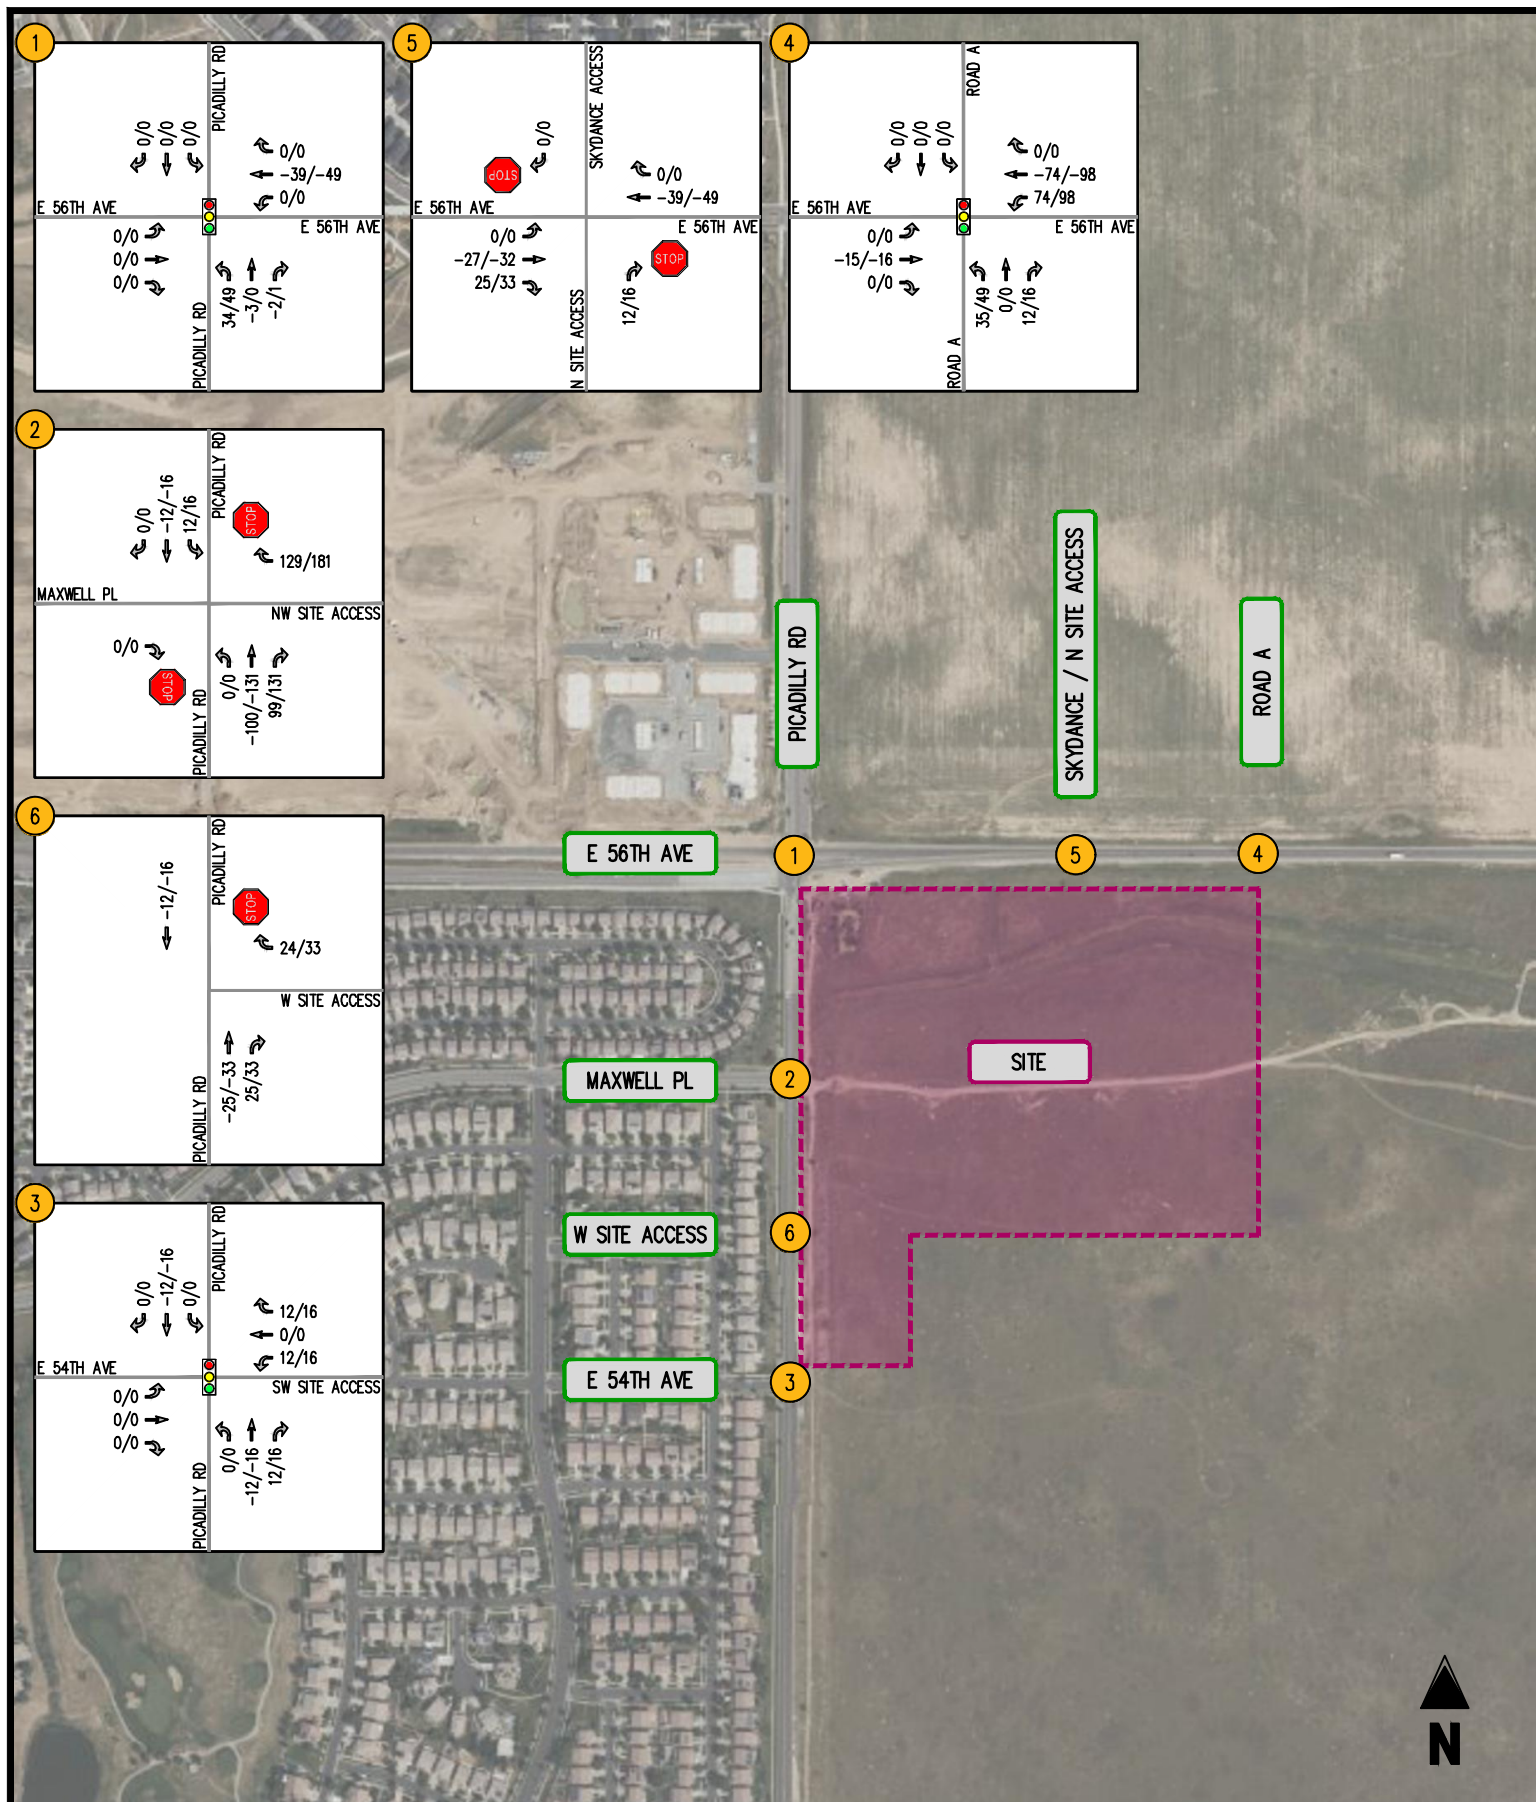 1
PICADILLY RD
0/0
0/0
0/0
0/0
-39/-49
0/0
E 56TH AVE
E 56TH AVE
0/0
0/0
0/0
34/49
-3/0
-2/1
PICADILLY RD
5
SKYDANCE ACCESS
STOP
0/0
0/0
-39/-49
E 56TH AVE
E 56TH AVE
0/0
-27/-32
25/33
12/16
STOP
N SITE ACCESS
4
ROAD A
0/0
0/0
0/0
0/0
-74/-98
74/98
E 56TH AVE
E 56TH AVE
0/0
-15/-16
0/0
35/49
0/0
12/16
ROAD A
2
PICADILLY RD
0/0
-12/-16
12/16
STOP
129/181
MAXWELL PL
NW SITE ACCESS
0/0
STOP
0/0
-100/-131
99/131
PICADILLY RD
6
PICADILLY RD
-12/-16
STOP
24/33
W SITE ACCESS
-25/-33
25/33
PICADILLY RD
3
PICADILLY RD
0/0
-12/-16
0/0
12/16
0/0
12/16
E 54TH AVE
SW SITE ACCESS
0/0
0/0
0/0
0/0
-12/-16
12/16
PICADILLY RD
PICADILLY RD
SKYDANCE / N SITE ACCESS
ROAD A
E 56TH AVE
1
5
4
SITE
MAXWELL PL
2
W SITE ACCESS
6
E 54TH AVE
3
N